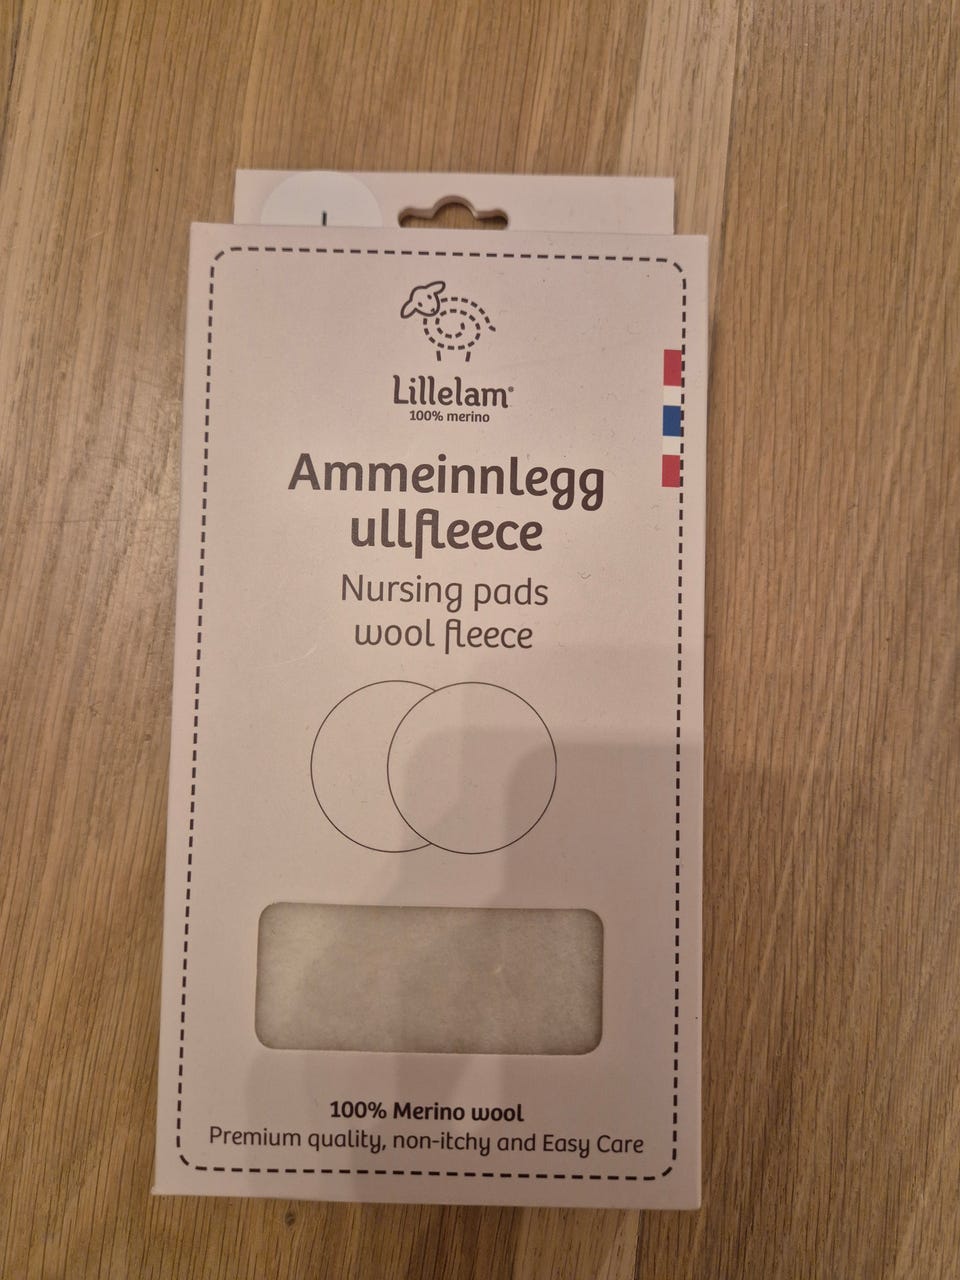 Lillelam®
100% merino
Ammeinnlegg
ullfleece
Nursing pads
wool fleece
100% Merino wool
Premium quality, non-itchy and Easy Care